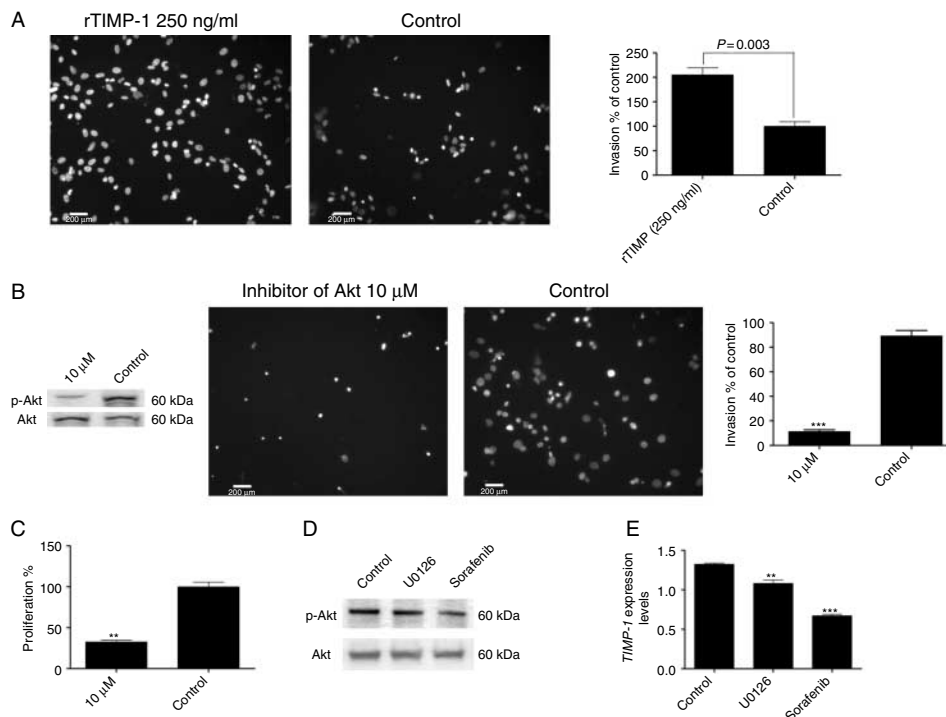 A
rTIMP-1 250 ng/ml
Control
200 µm
200 µm
Invasion % of control
250
200
150
100
50
0
P=0.003
rTIMP (250 ng/ml)
Control
B
Inhibitor of Akt 10 µM
Control
10 µM
Control
p-Akt
60 kDa
Akt
60 kDa
200 µm
200 µm
Invasion % of control
100
80
60
40
20
0
***
10 µM
Control
C
Proliferation %
150
100
50
0
**
10 µM
Control
D
Control
U0126
Sorafenib
p-Akt
60 kDa
Akt
60 kDa
E
TIMP-1 expression
levels
1.5
1.0
0.5
0.0
**
***
Control
U0126
Sorafenib